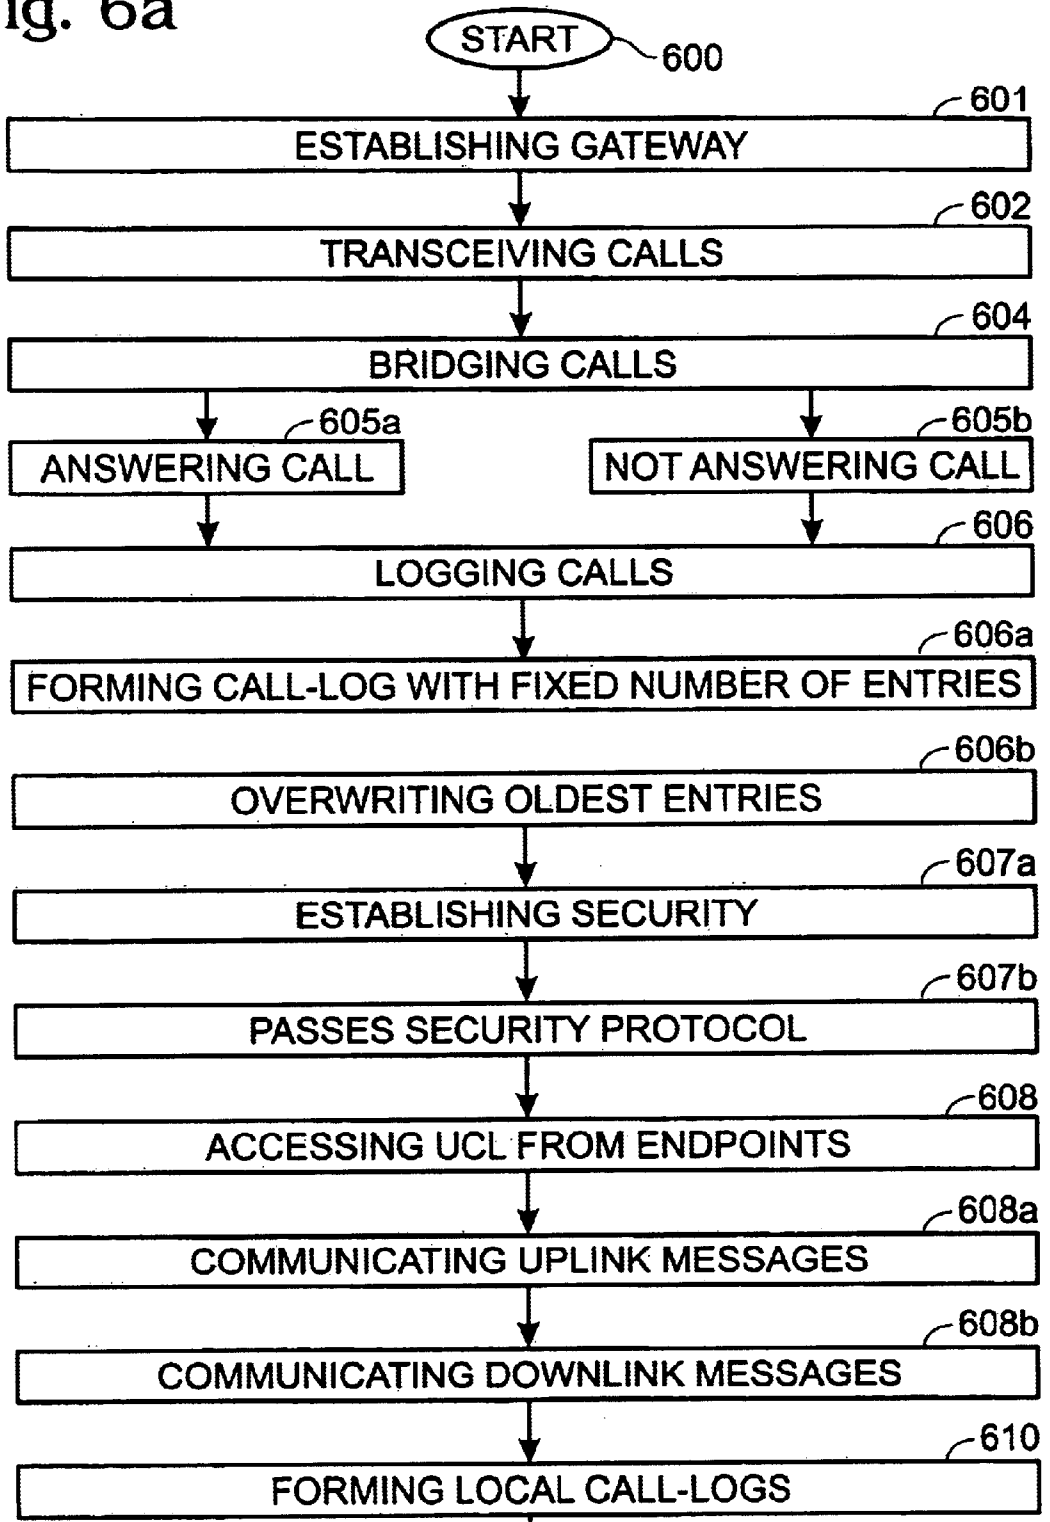 ig. 6a
START
600
601
ESTABLISHING GATEWAY
602
TRANSCEIVING CALLS
604
BRIDGING CALLS
605a
605b
ANSWERING CALL
NOT ANSWERING CALL
606
LOGGING CALLS
606a
FORMING CALL-LOG WITH FIXED NUMBER OF ENTRIES
606b
OVERWRITING OLDEST ENTRIES
607a
ESTABLISHING SECURITY
607b
PASSES SECURITY PROTOCOL
608
ACCESSING UCL FROM ENDPOINTS
608a
COMMUNICATING UPLINK MESSAGES
608b
COMMUNICATING DOWNLINK MESSAGES
610
FORMING LOCAL CALL-LOGS